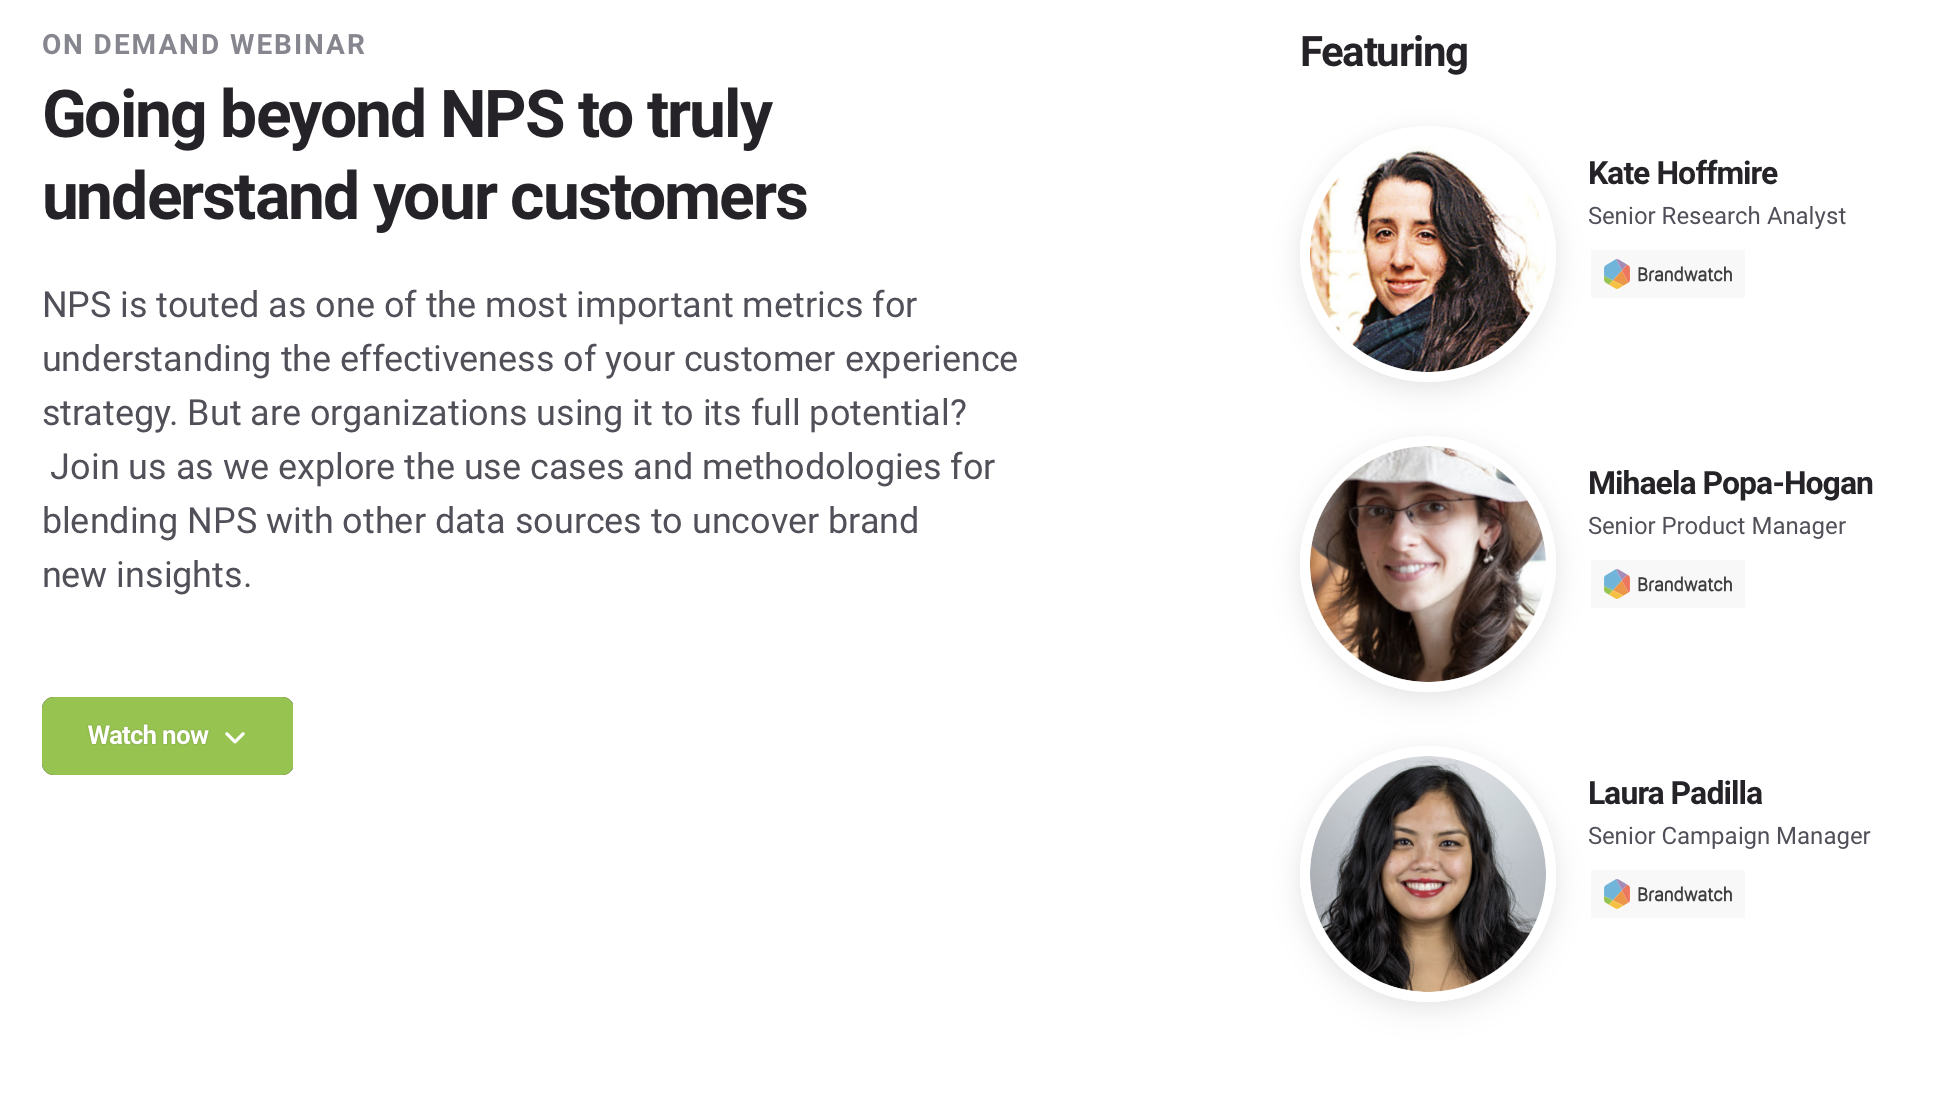 ON DEMAND WEBINAR
Going beyond NPS to truly
understand your customers
NPS is touted as one of the most important metrics for
understanding the effectiveness of your customer experience
strategy. But are organizations using it to its full potential?
Join us as we explore the use cases and methodologies for
blending NPS with other data sources to uncover brand
new insights.
Watch now
Featuring
Kate Hoffmire
Senior Research Analyst
Brandwatch
Mihaela Popa-Hogan
Senior Product Manager
Brandwatch
Laura Padilla
Senior Campaign Manager
Brandwatch